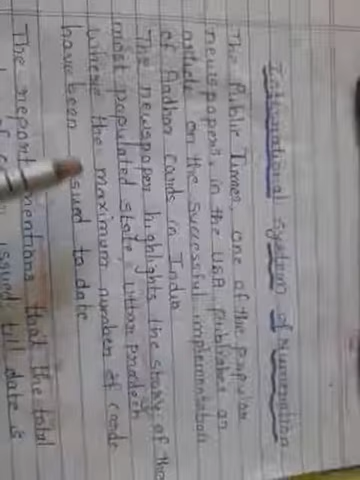 International system of Numeration
The Public Times, one of the popular
newspapers, in the USA publishes an
article on the successful implementation
of Aadhar cards in India
The newspaper highlights the story of the
most populated state, Uttar Pradesh
where the maximum number of cards
have been issued to date
The report mentions that the total
issued till date is